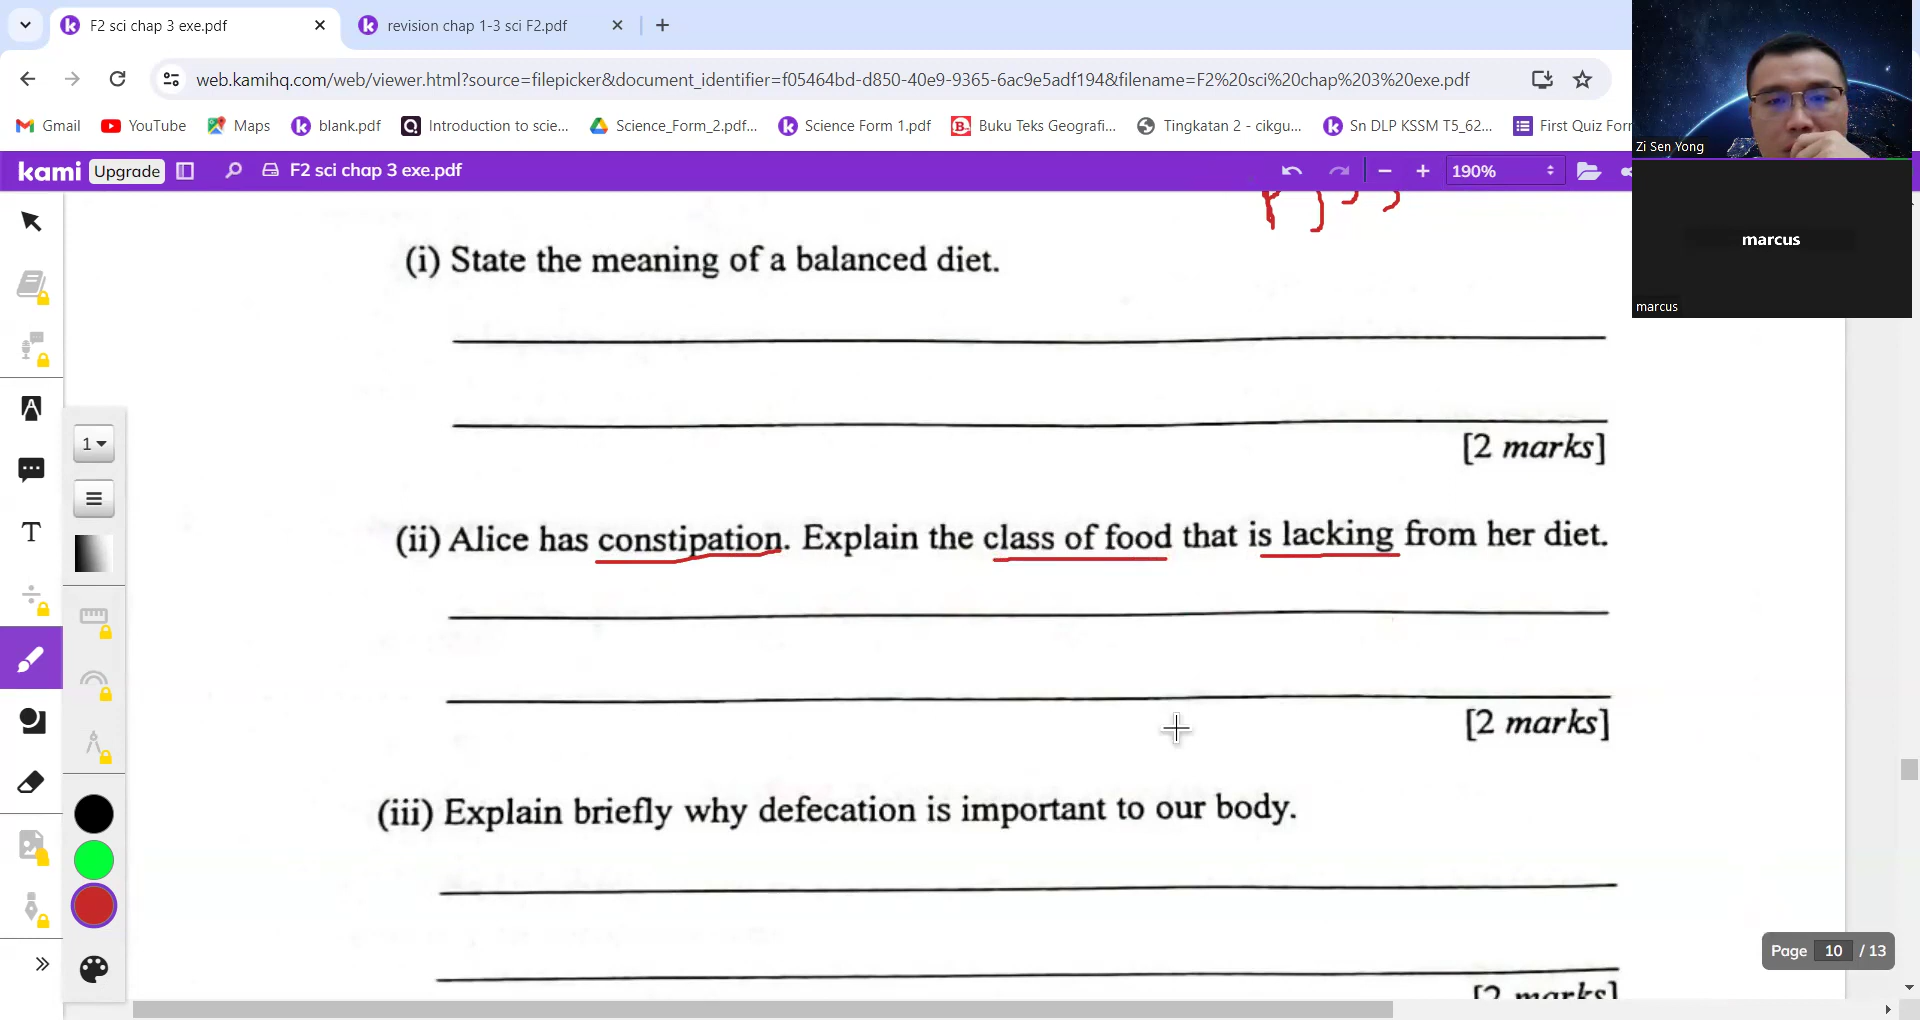 F2 sci chap 3 exe.pdf
revision chap 1-3 sci F2.pdf
web.kamihq.com/web/viewer.html?source=filepicker&document_identifier=f05464bd-d850-40e9-9365-6ac9e5adf194&filename=F2%20sci%20chap%203%20exe.pdf
Gmail YouTube Maps blank.pdf Introduction to scie... Science_Form_2.pdf... Science Form 1.pdf Buku Teks Geografi... Tingkatan 2 - cikgu... Sn DLP KSSM T5_62... First Quiz Form
Zi Sen Yong
kami Upgrade F2 sci chap 3 exe.pdf 190%
marcus
marcus
(i) State the meaning of a balanced diet.
[2 marks]
1
(ii) Alice has constipation. Explain the class of food that is lacking from her diet.
[2 marks]
(iii) Explain briefly why defecation is important to our body.
Page 10 / 13
[2 marks]